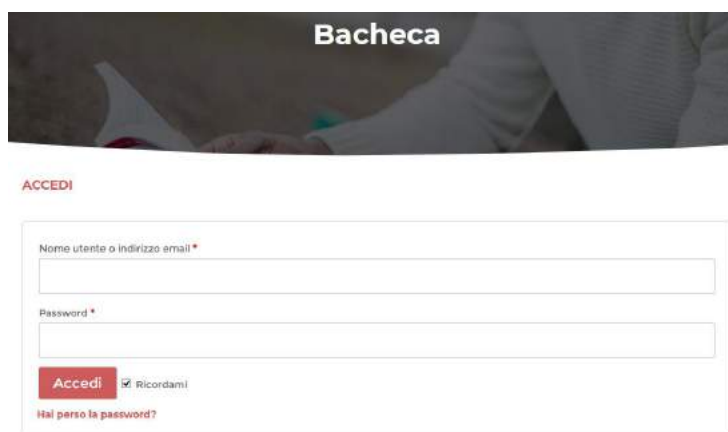 Bacheca
ACCEDI
Nome utente o indirizzo email *
Password *
Accedi Ricordami
Hai perso la password?